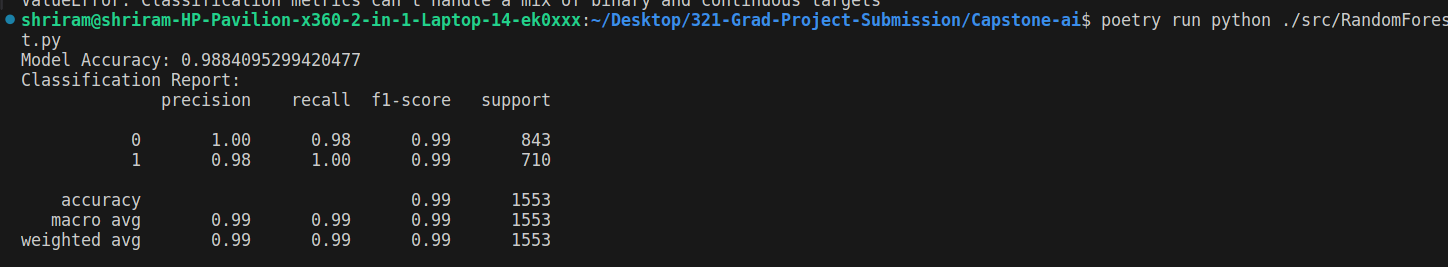 ValueError: Classification metrics can't handle a mix of binary and continuous targets
shriram@shriram-HP-Pavilion-x360-2-in-1-Laptop-14-ek0xxx:~/Desktop/321-Grad-Project-Submission/Capstone-ai$ poetry run python ./src/RandomFores
t.py
Model Accuracy: 0.9884095299420477
Classification Report:
precision recall f1-score support
0 1.00 0.98 0.99 843
1 0.98 1.00 0.99 710
accuracy 0.99 1553
macro avg 0.99 0.99 0.99 1553
weighted avg 0.99 0.99 0.99 1553